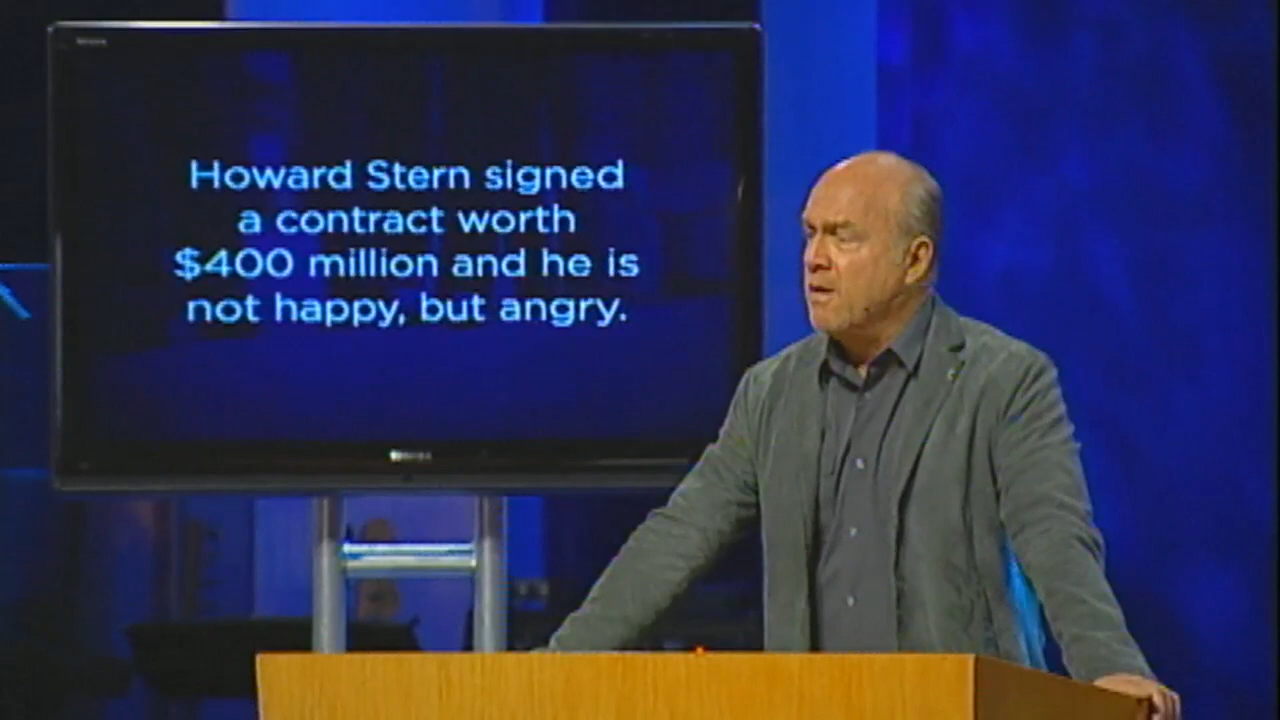 Howard Stern signed
a contract worth
$400 million and he is
not happy, but angry.